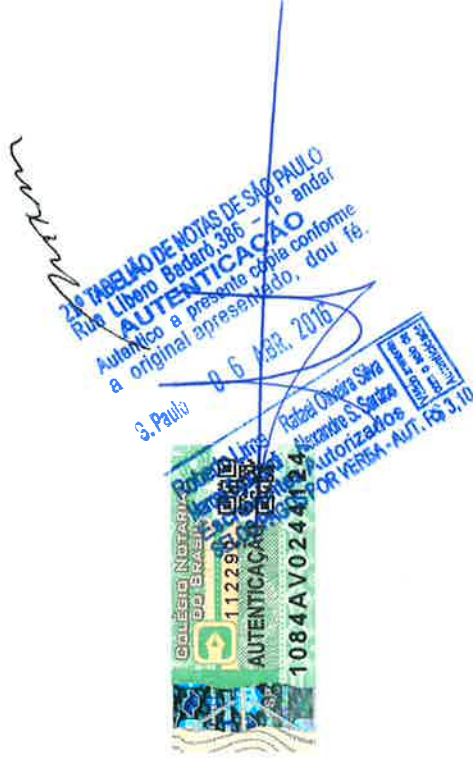 TABELIÃO DE NOTAS DE SÃO PAULO
Rua Líbero Badaró, 386 - 1º andar
AUTENTICAÇÃO
Autentico a presente cópia conforme
a original apresentado, dou fé.
S. Paulo 06 ABR. 2016
Rafael Oliveira Silva
Alexandre S. Santos
Autorizados
POR VERBA - AUT. R$ 3,10
COLÉGIO NOTARIAL
DO BRASIL
112290
AUTENTICAÇÃO
1084AV0244124